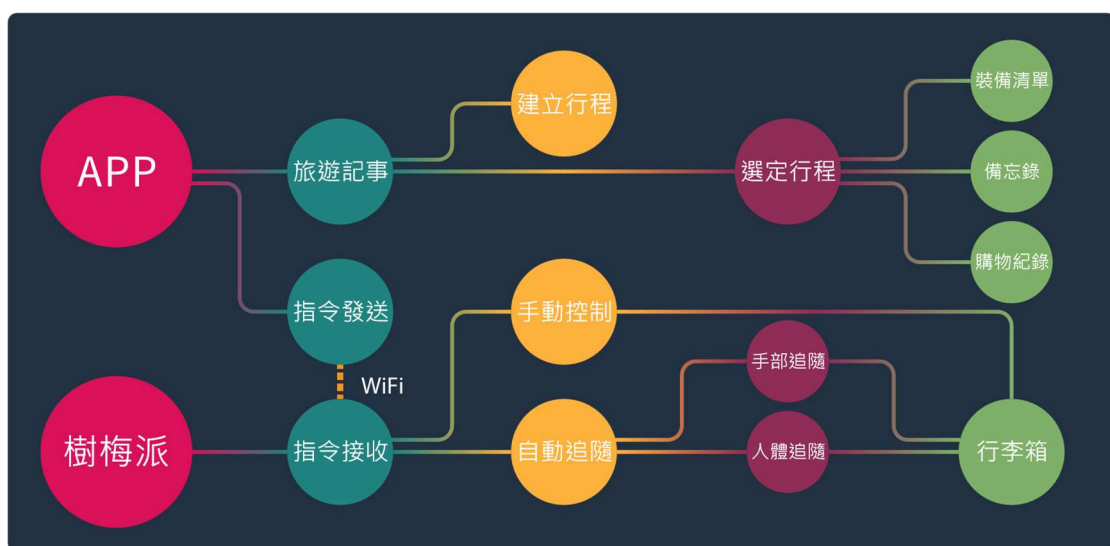 APP
旅遊記事
建立行程
選定行程
裝備清單
備忘錄
購物紀錄
指令發送
WiFi
樹梅派
指令接收
手動控制
自動追隨
手部追隨
人體追隨
行李箱